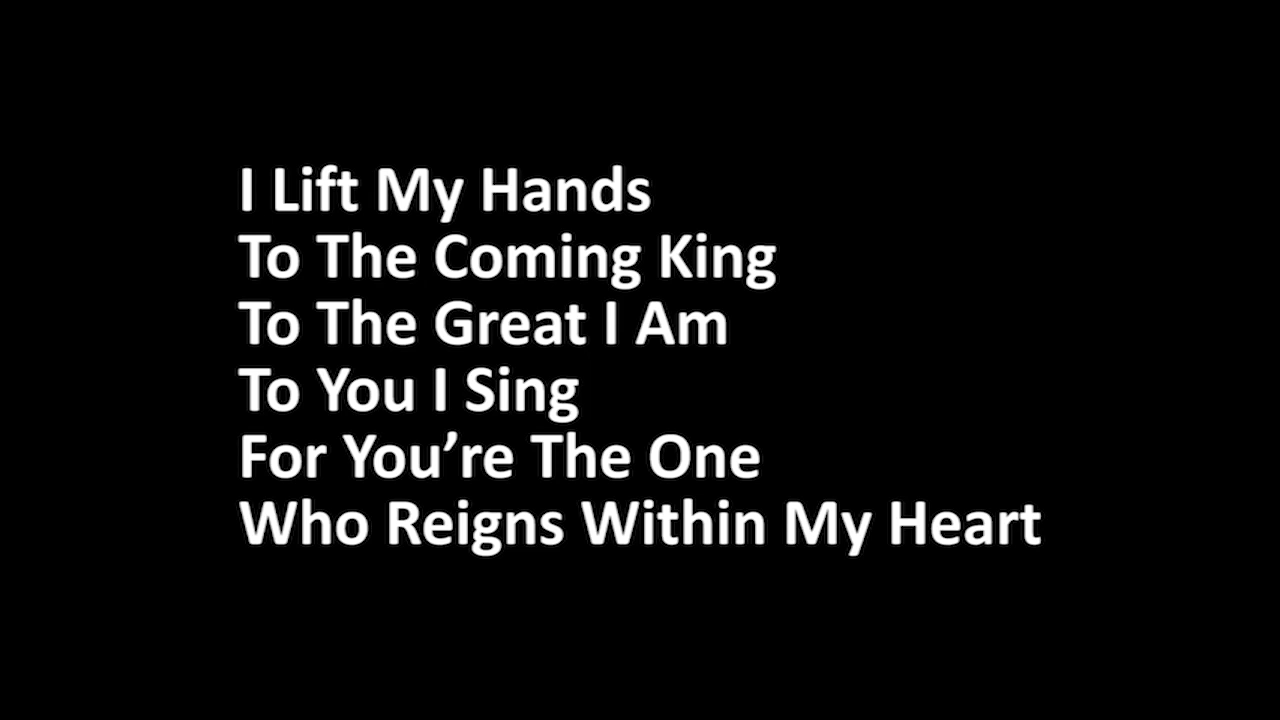 I Lift My Hands
To The Coming King
To The Great I Am
To You I Sing
For You’re The One
Who Reigns Within My Heart